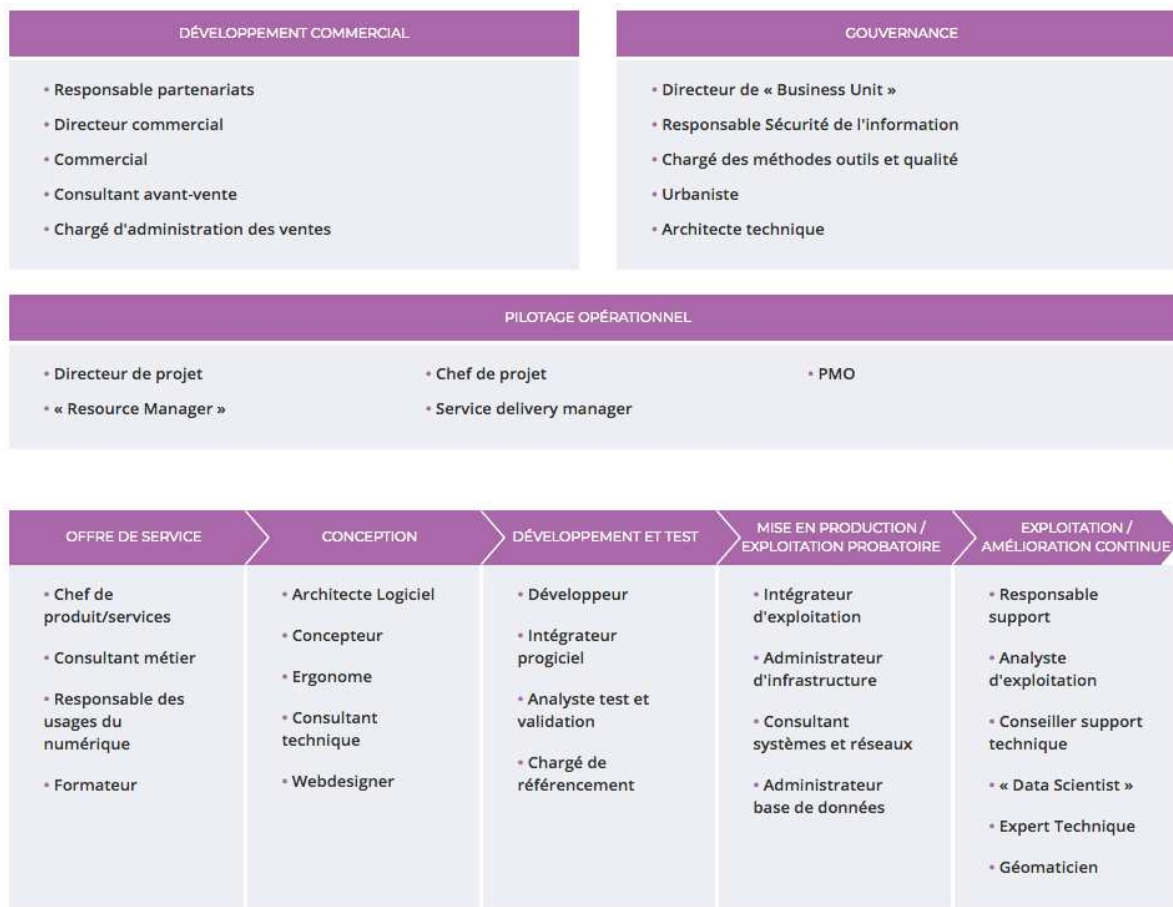 DÉVELOPPEMENT COMMERCIAL
• Responsable partenariats
• Directeur commercial
• Commercial
• Consultant avant-vente
• Chargé d'administration des ventes
GOUVERNANCE
• Directeur de « Business Unit »
• Responsable Sécurité de l'information
• Chargé des méthodes outils et qualité
• Urbaniste
• Architecte technique
PILOTAGE OPÉRATIONNEL
• Directeur de projet
• « Resource Manager »
• Chef de projet
• Service delivery manager
• PMO
OFFRE DE SERVICE
• Chef de
produit/services
• Consultant métier
• Responsable des
usages du
numérique
• Formateur
CONCEPTION
• Architecte Logiciel
• Concepteur
• Ergonome
• Consultant
technique
• Webdesigner
DÉVELOPPEMENT ET TEST
• Développeur
• Intégrateur
progiciel
• Analyste test et
validation
• Chargé de
référencement
MISE EN PRODUCTION /
EXPLOITATION PROBATOIRE
• Intégrateur
d'exploitation
• Administrateur
d'infrastructure
• Consultant
systèmes et réseaux
• Administrateur
base de données
EXPLOITATION /
AMÉLIORATION CONTINUE
• Responsable
support
• Analyste
d'exploitation
• Conseiller support
technique
• « Data Scientist »
• Expert Technique
• Géomaticien